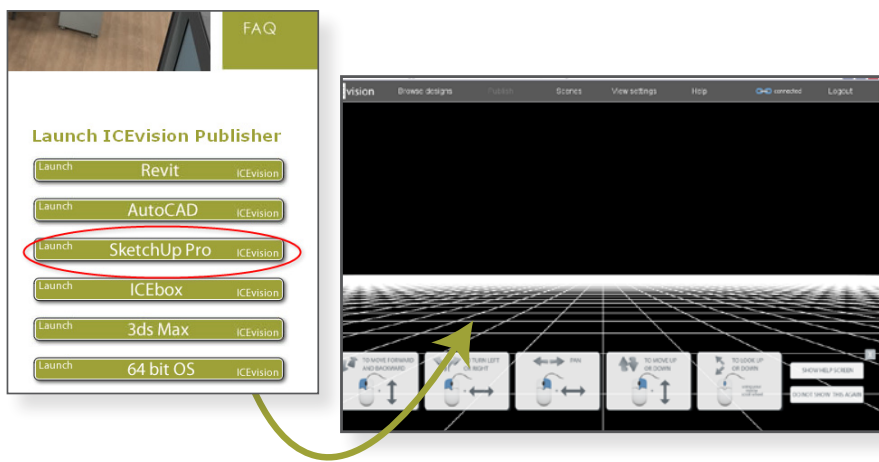 FAQ
Launch ICEvision Publisher
Launch Revit ICEvision
Launch AutoCAD ICEvision
Launch SketchUp Pro ICEvision
Launch ICEbox ICEvision
Launch 3ds Max ICEvision
Launch 64 bit OS ICEvision
vision Browse designs Publish Scenes View settings Help connected Logout
TO MOVE FORWARD
AND BACKWARD
TURN LEFT
OR RIGHT
PAN
TO MOVE UP
OR DOWN
TO LOOK UP
OR DOWN
SHOW HELP SCREEN
DO NOT SHOW THIS AGAIN